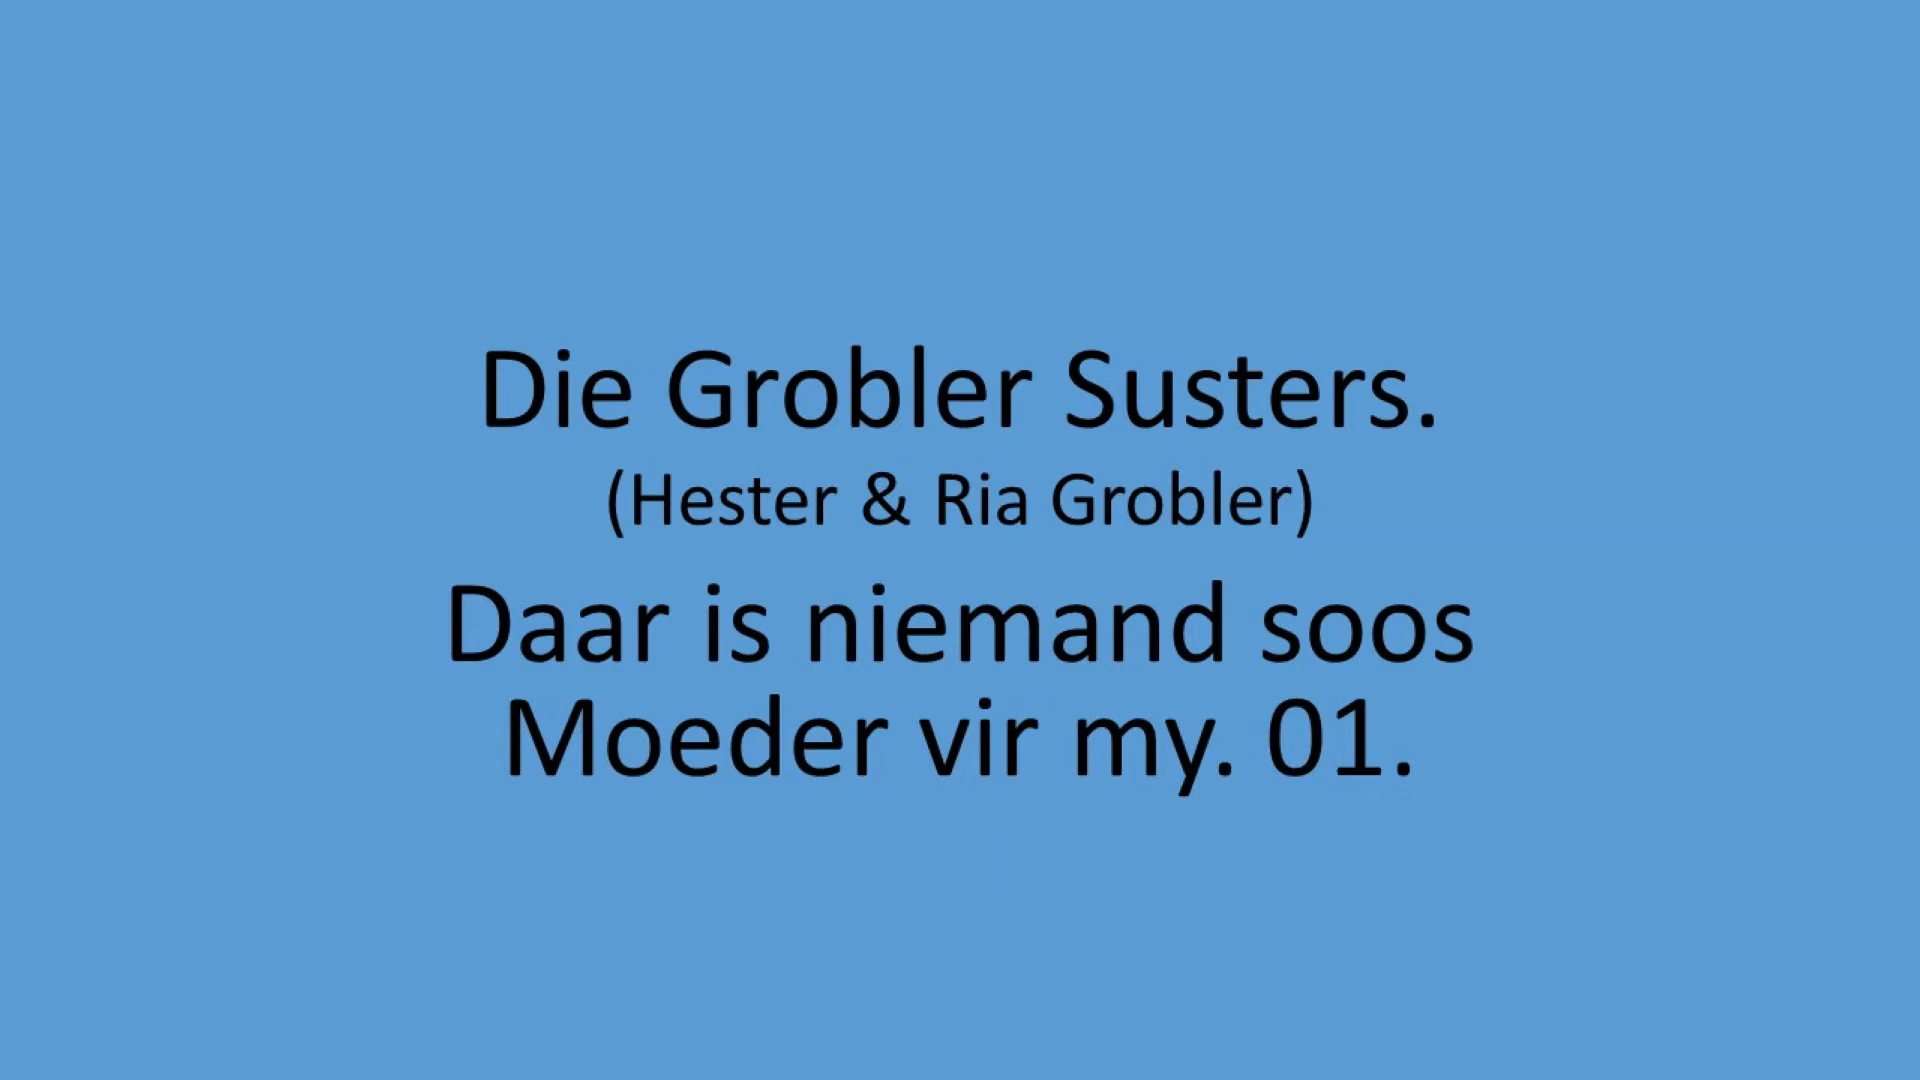 Die Grobler Susters.
(Hester & Ria Grobler)
Daar is niemand soos
Moeder vir my. 01.